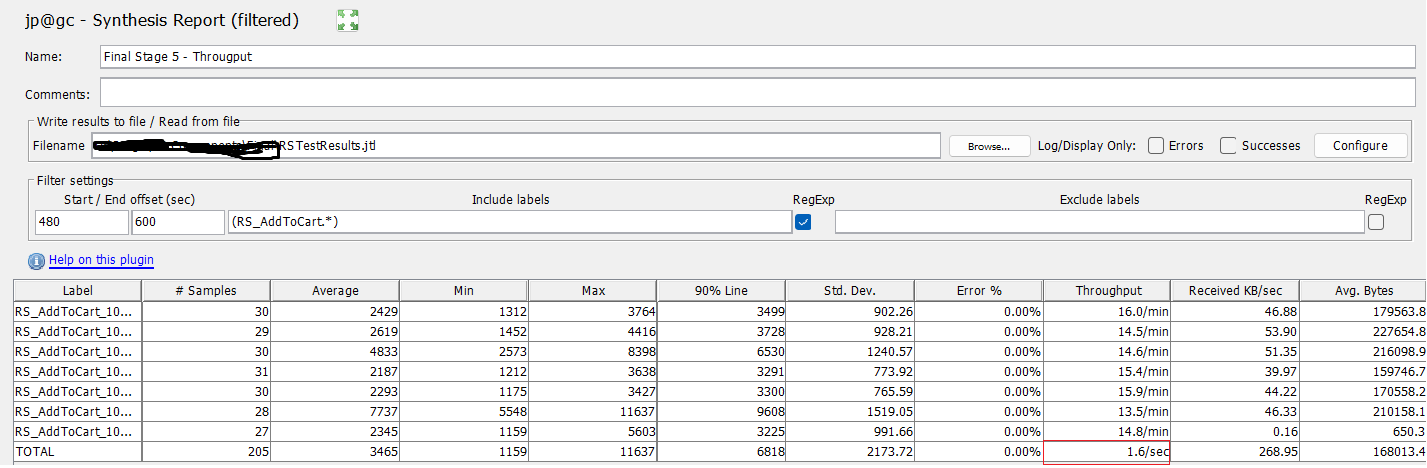 jp@gc - Synthesis Report (filtered)
Name: Final Stage 5 - Througput
Comments:
Write results to file / Read from file
Filename RSTestResults.jtl Browse... Log/Display Only: Errors Successes Configure
Filter settings
Start / End offset (sec) Include labels RegExp Exclude labels RegExp
480 600 (RS_AddToCart.*)
Help on this plugin
Label # Samples Average Min Max 90% Line Std. Dev. Error % Throughput Received KB/sec Avg. Bytes
RS_AddToCart_10... 30 2429 1312 3764 3499 902.26 0.00% 16.0/min 46.88 179563.8
RS_AddToCart_10... 29 2619 1452 4416 3728 928.21 0.00% 14.5/min 53.90 227654.8
RS_AddToCart_10... 30 4833 2573 8398 6530 1240.57 0.00% 14.6/min 51.35 216098.9
RS_AddToCart_10... 31 2187 1212 3638 3291 773.92 0.00% 15.4/min 39.97 159746.7
RS_AddToCart_10... 30 2293 1175 3427 3300 765.59 0.00% 15.9/min 44.22 170558.2
RS_AddToCart_10... 28 7737 5548 11637 9608 1519.05 0.00% 13.5/min 46.33 210158.1
RS_AddToCart_10... 27 2345 1159 5603 3225 991.66 0.00% 14.8/min 0.16 650.3
TOTAL 205 3465 1159 11637 6818 2173.72 0.00% 1.6/sec 268.95 168013.4